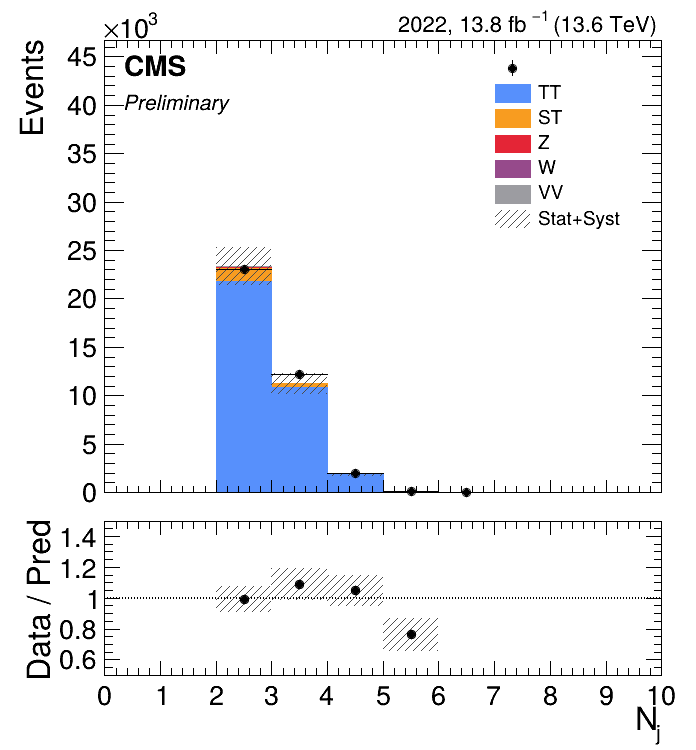 ×10³
2022, 13.8 fb⁻¹ (13.6 TeV)
Events
CMS
Preliminary
TT
ST
Z
W
VV
Stat+Syst
45
40
35
30
25
20
15
10
5
0
Data / Pred
1.4
1.2
1
0.8
0.6
0 1 2 3 4 5 6 7 8 9 10
Nj